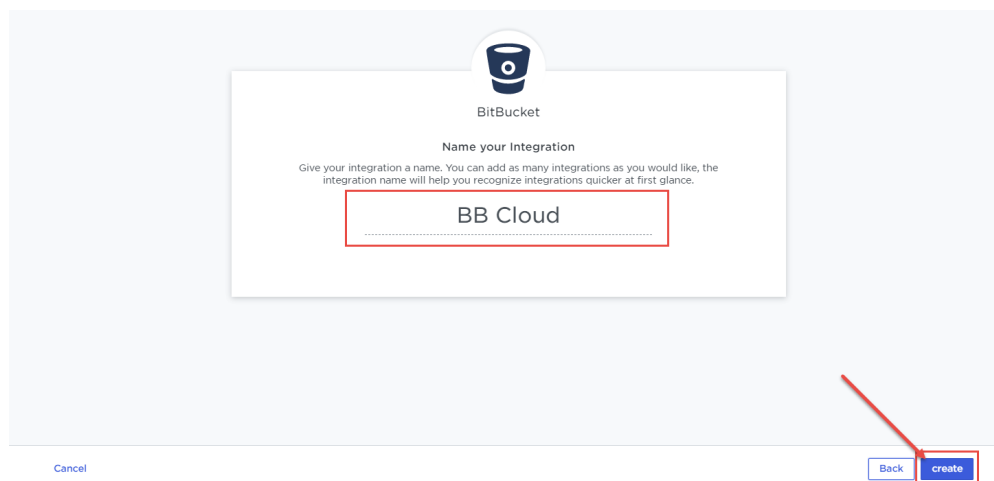 BitBucket
Name your Integration
Give your integration a name. You can add as many integrations as you would like, the
integration name will help you recognize integrations quicker at first glance.
BB Cloud
Cancel
Back
create